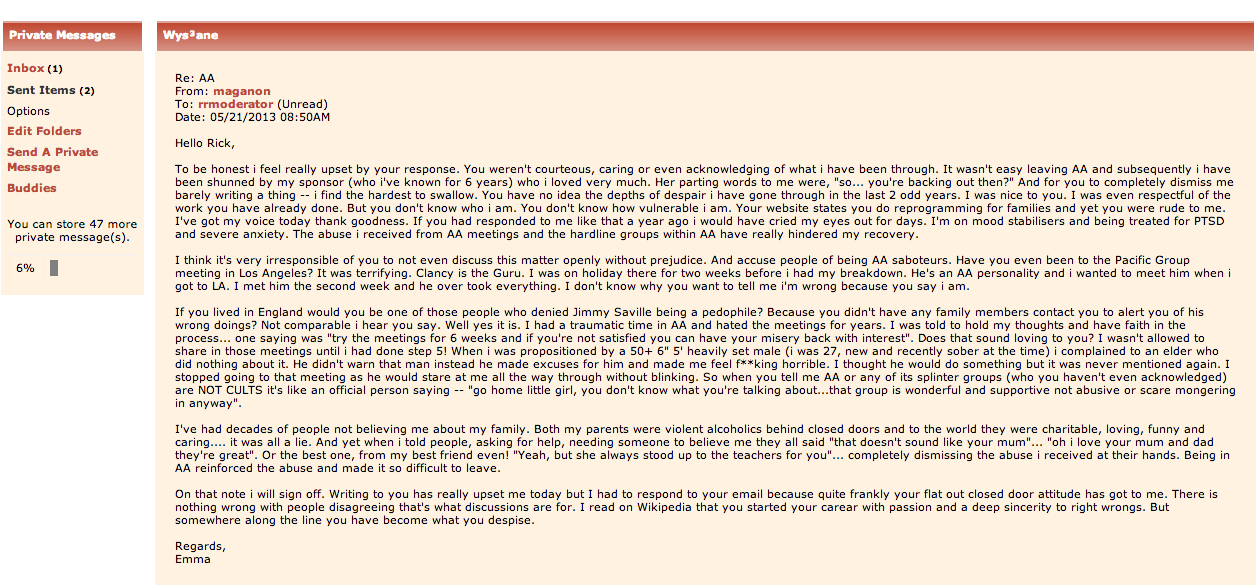 Private Messages
Inbox (1)
Sent Items (2)
Options
Edit Folders
Send A Private
Message
Buddies
You can store 47 more
private message(s).
6%
Wys³ane
Re: AA
From: maganon
To: rrmoderator (Unread)
Date: 05/21/2013 08:50AM
Hello Rick,
To be honest i feel really upset by your response. You weren't courteous, caring or even acknowledging of what i have been through. It wasn't easy leaving AA and subsequently i have
been shunned by my sponsor (who i've known for 6 years) who i loved very much. Her parting words to me were, "so... you're backing out then?" And for you to completely dismiss me
barely writing a thing -- i find the hardest to swallow. You have no idea the depths of despair i have gone through in the last 2 odd years. I was nice to you. I was even respectful of the
work you have already done. But you don't know who i am. You don't know how vulnerable i am. Your website states you do reprogramming for families and yet you were rude to me.
I've got my voice today thank goodness. If you had responded to me like that a year ago i would have cried my eyes out for days. I'm on mood stabilisers and being treated for PTSD
and severe anxiety. The abuse i received from AA meetings and the hardline groups within AA have really hindered my recovery.
I think it's very irresponsible of you to not even discuss this matter openly without prejudice. And accuse people of being AA saboteurs. Have you even been to the Pacific Group
meeting in Los Angeles? It was terrifying. Clancy is the Guru. I was on holiday there for two weeks before i had my breakdown. He's an AA personality and i wanted to meet him when i
got to LA. I met him the second week and he over took everything. I don't know why you want to tell me i'm wrong because you say i am.
If you lived in England would you be one of those people who denied Jimmy Saville being a pedophile? Because you didn't have any family members contact you to alert you of his
wrong doings? Not comparable i hear you say. Well yes it is. I had a traumatic time in AA and hated the meetings for years. I was told to hold my thoughts and have faith in the
process... one saying was "try the meetings for 6 weeks and if you're not satisfied you can have your misery back with interest". Does that sound loving to you? I wasn't allowed to
share in those meetings until i had done step 5! When i was propositioned by a 50+ 6" 5' heavily set male (i was 27, new and recently sober at the time) i complained to an elder who
did nothing about it. He didn't warn that man instead he made excuses for him and made me feel f**king horrible. I thought he would do something but it was never mentioned again. I
stopped going to that meeting as he would stare at me all the way through without blinking. So when you tell me AA or any of its splinter groups (who you haven't even acknowledged)
are NOT CULTS it's like an official person saying -- "go home little girl, you don't know what you're talking about...that group is wonderful and supportive not abusive or scare mongering
in anyway".
I've had decades of people not believing me about my family. Both my parents were violent alcoholics behind closed doors and to the world they were charitable, loving, funny and
caring.... it was all a lie. And yet when i told people, asking for help, needing someone to believe me they all said "that doesn't sound like your mum"... "oh i love your mum and dad
they're great". Or the best one, from my best friend even! "Yeah, but she always stood up to the teachers for you"... completely dismissing the abuse i received at their hands. Being in
AA reinforced the abuse and made it so difficult to leave.
On that note i will sign off. Writing to you has really upset me today but I had to respond to your email because quite frankly your flat out closed door attitude has got to me. There is
nothing wrong with people disagreeing that's what discussions are for. I read on Wikipedia that you started your carear with passion and a deep sincerity to right wrongs. But
somewhere along the line you have become what you despise.
Regards,
Emma